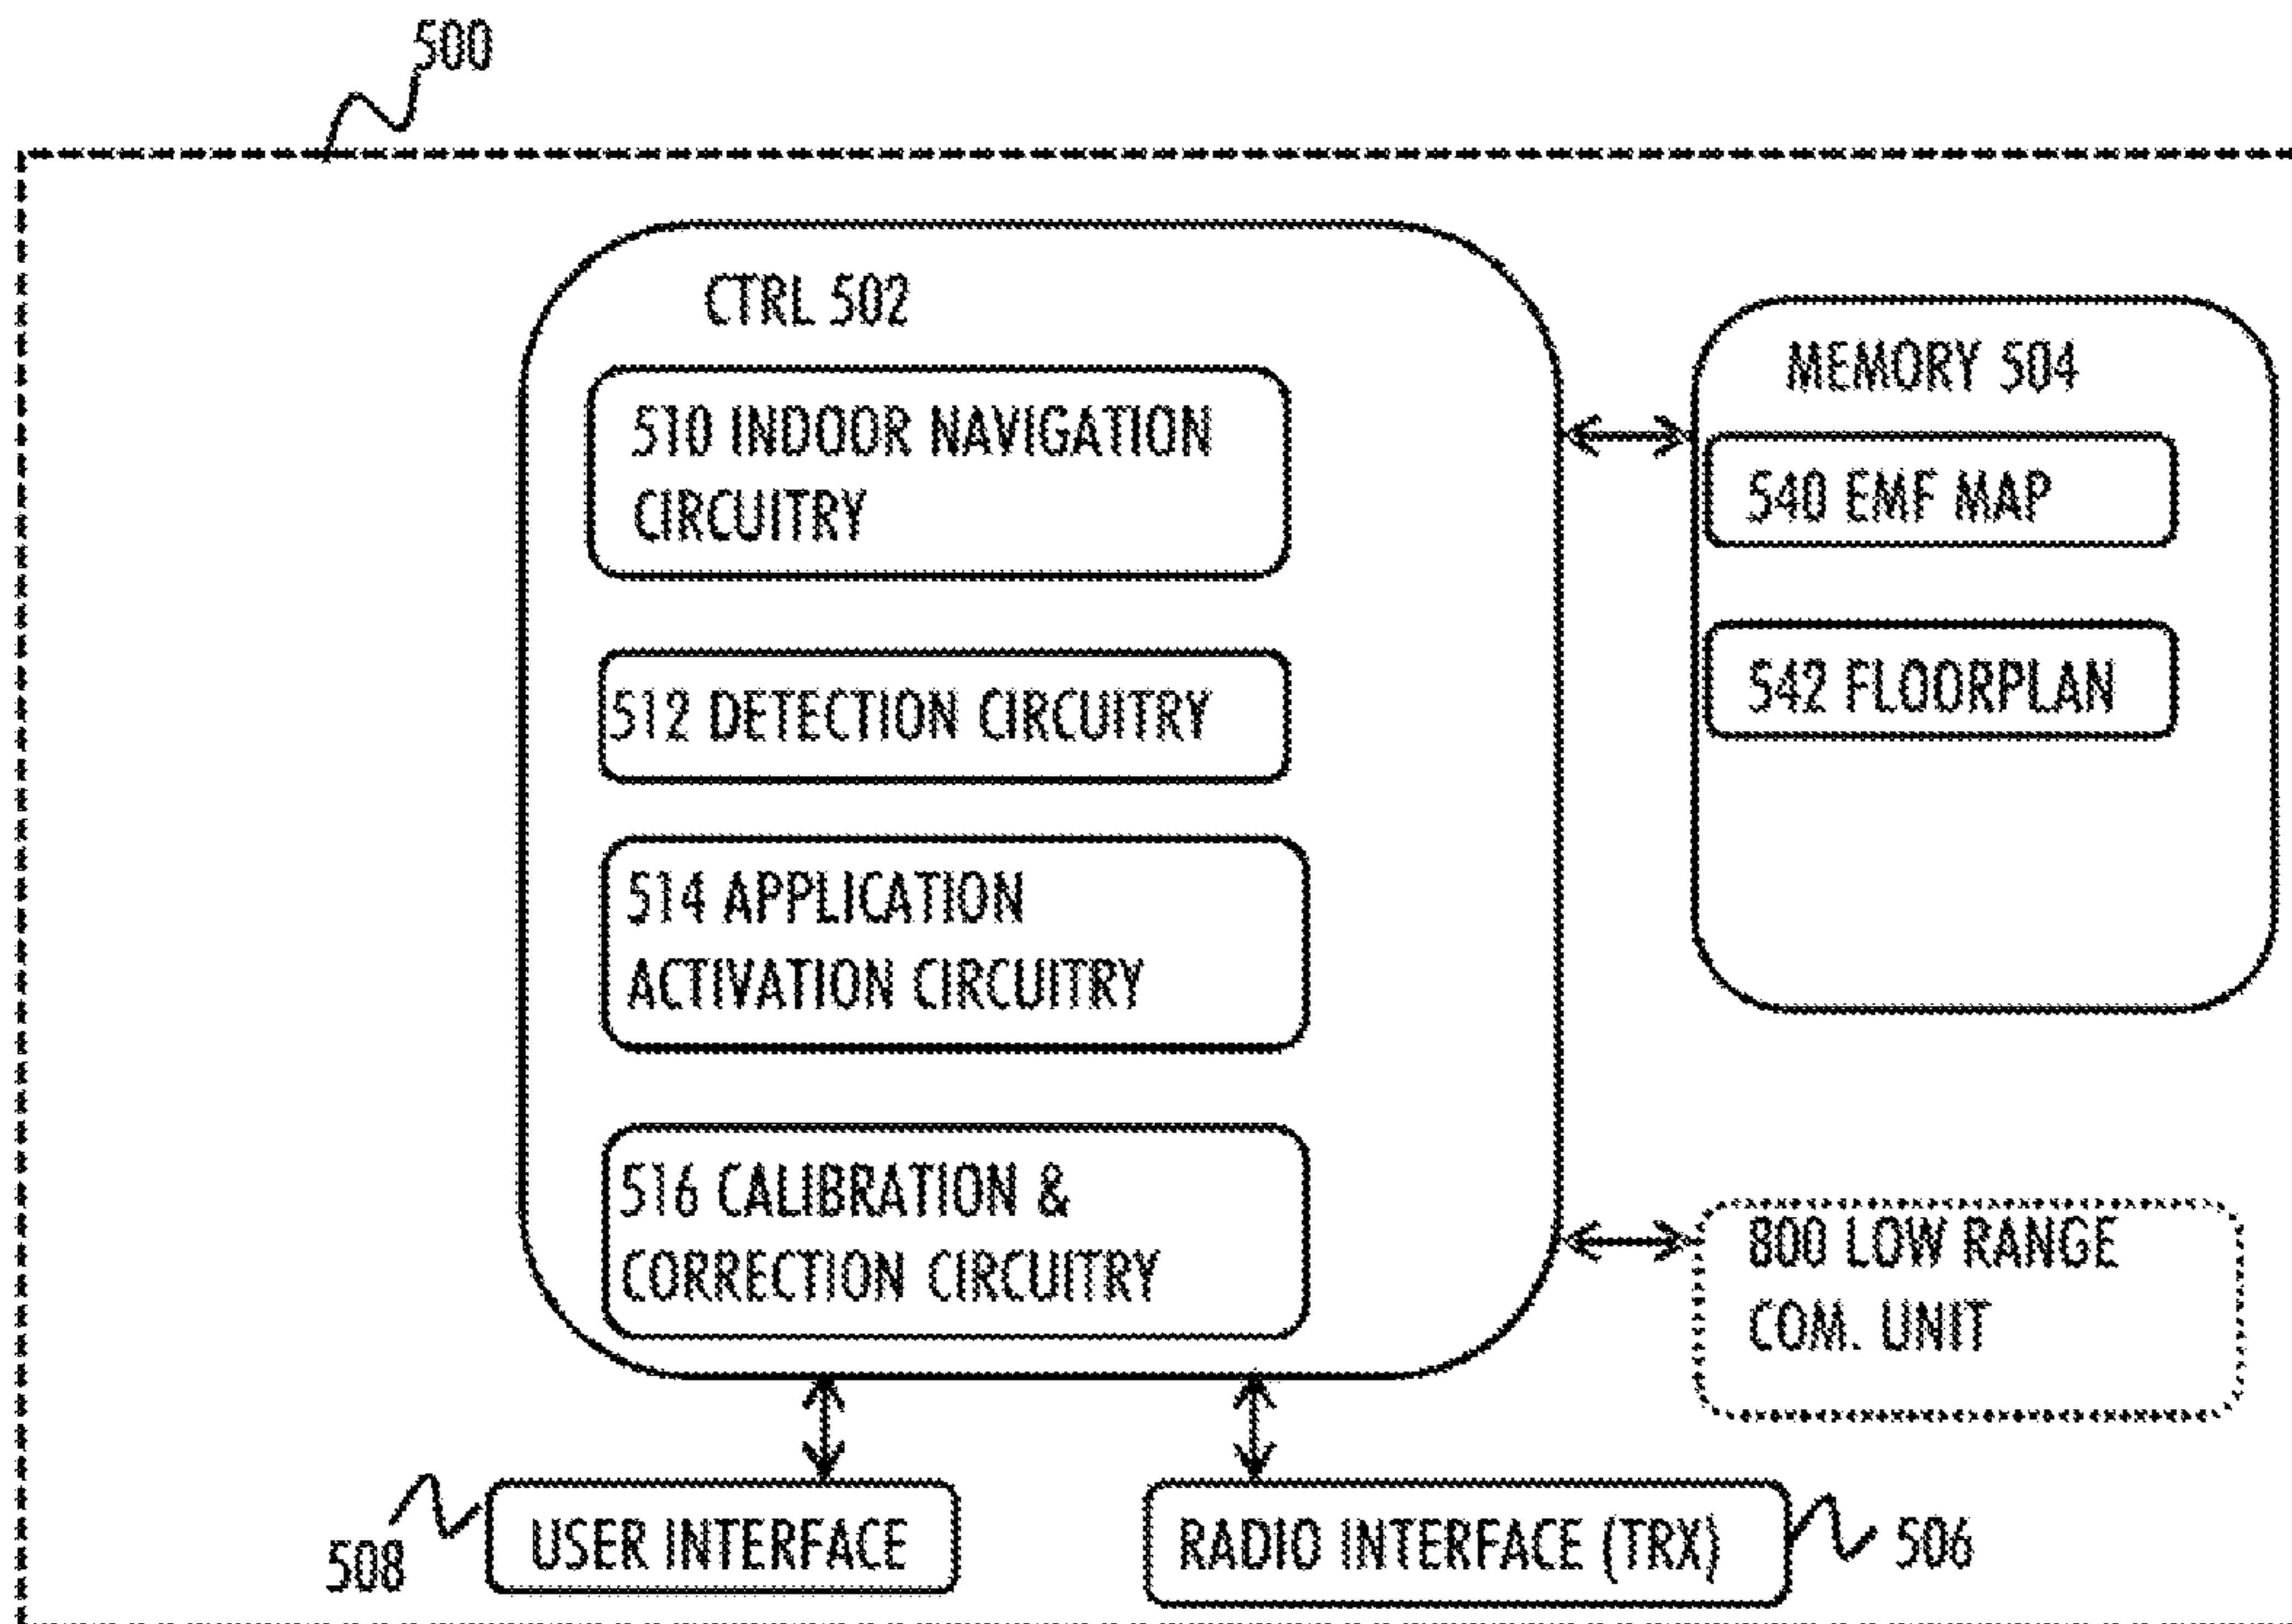 500
CTRL 502
510 INDOOR NAVIGATION
CIRCUITRY
512 DETECTION CIRCUITRY
514 APPLICATION
ACTIVATION CIRCUITRY
516 CALIBRATION &
CORRECTION CIRCUITRY
MEMORY 504
540 EMF MAP
542 FLOORPLAN
800 LOW RANGE
COM. UNIT
508
USER INTERFACE
RADIO INTERFACE (TRX)
506